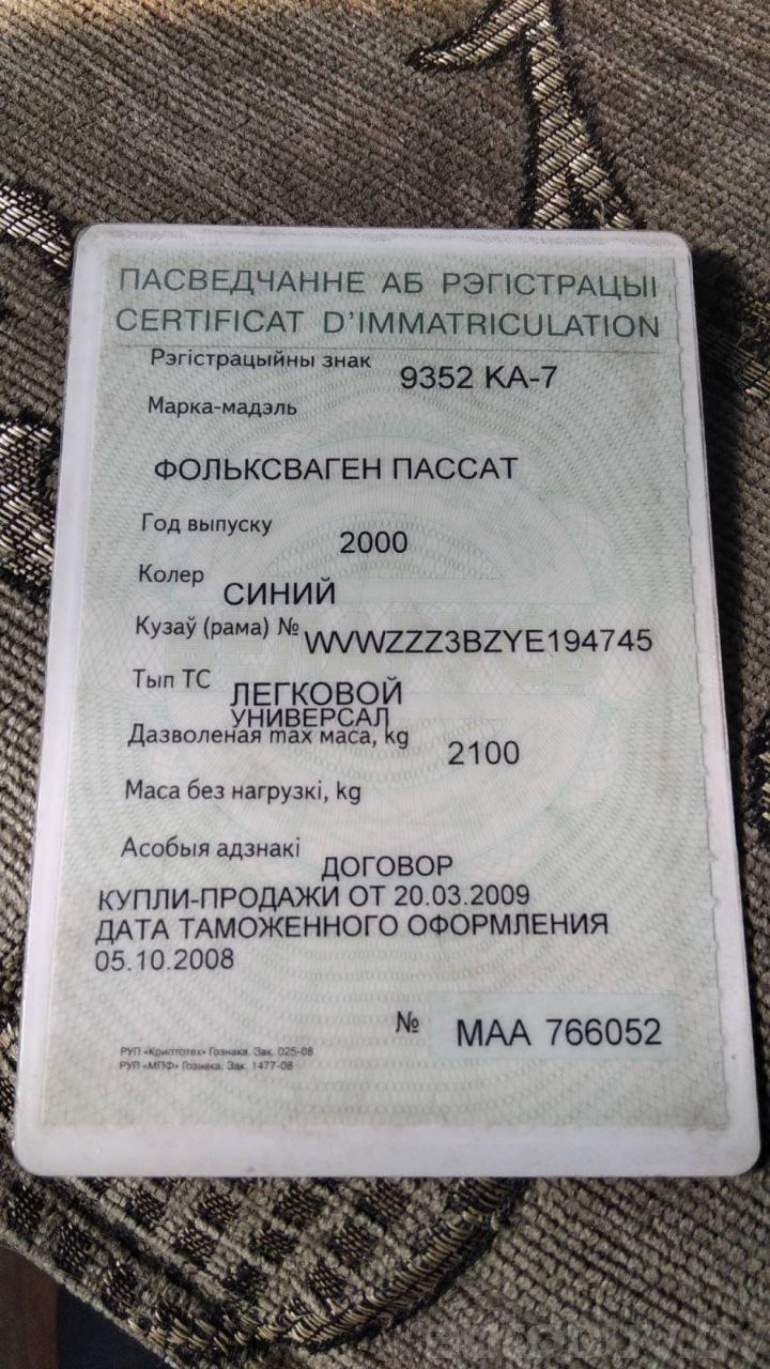 ПАСВЕДЧАННЕ АБ РЭГІСТРАЦЫІ
CERTIFICAT D'IMMATRICULATION
Рэгістрацыйны знак 9352 КА-7
Марка-мадэль
ФОЛЬКСВАГЕН ПАССАТ
Год выпуску 2000
Колер СИНИЙ
Кузаў (рама) № WVWZZZ3BZYE194745
Тып ТС ЛЕГКОВОЙ
УНИВЕРСАЛ
Дазволеная max маса, kg 2100
Маса без нагрузкі, kg
Асобыя адзнакі ДОГОВОР
КУПЛИ-ПРОДАЖИ ОТ 20.03.2009
ДАТА ТАМОЖЕННОГО ОФОРМЛЕНИЯ
05.10.2008
№ МАА 766052
РУП «Криптотех» Гознака. Зак. 025-08
РУП «МПФ» Гознака. Зак. 1477-08